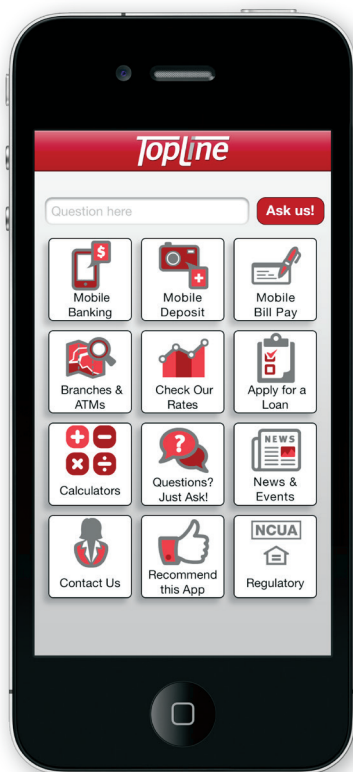 TopLine
Question here
Ask us!
$
Mobile
Banking
Mobile
Deposit
Mobile
Bill Pay
Branches &
ATMs
Check Our
Rates
Apply for a
Loan
Calculators
?
Questions?
Just Ask!
NEWS
News &
Events
Contact Us
Recommend
this App
NCUA
Regulatory